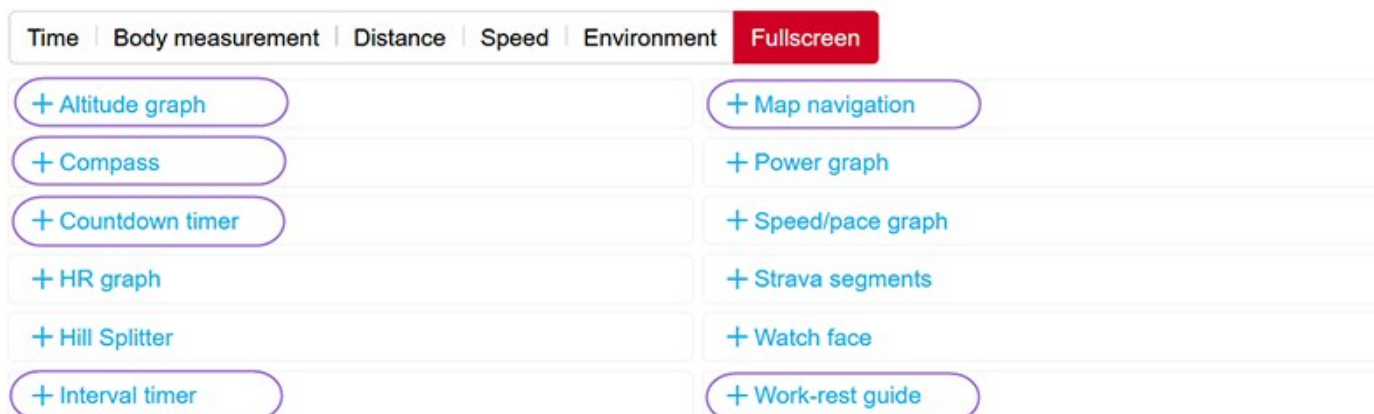 Time Body measurement Distance Speed Environment Fullscreen
+ Altitude graph
+ Compass
+ Countdown timer
+ HR graph
+ Hill Splitter
+ Interval timer
+ Map navigation
+ Power graph
+ Speed/pace graph
+ Strava segments
+ Watch face
+ Work-rest guide